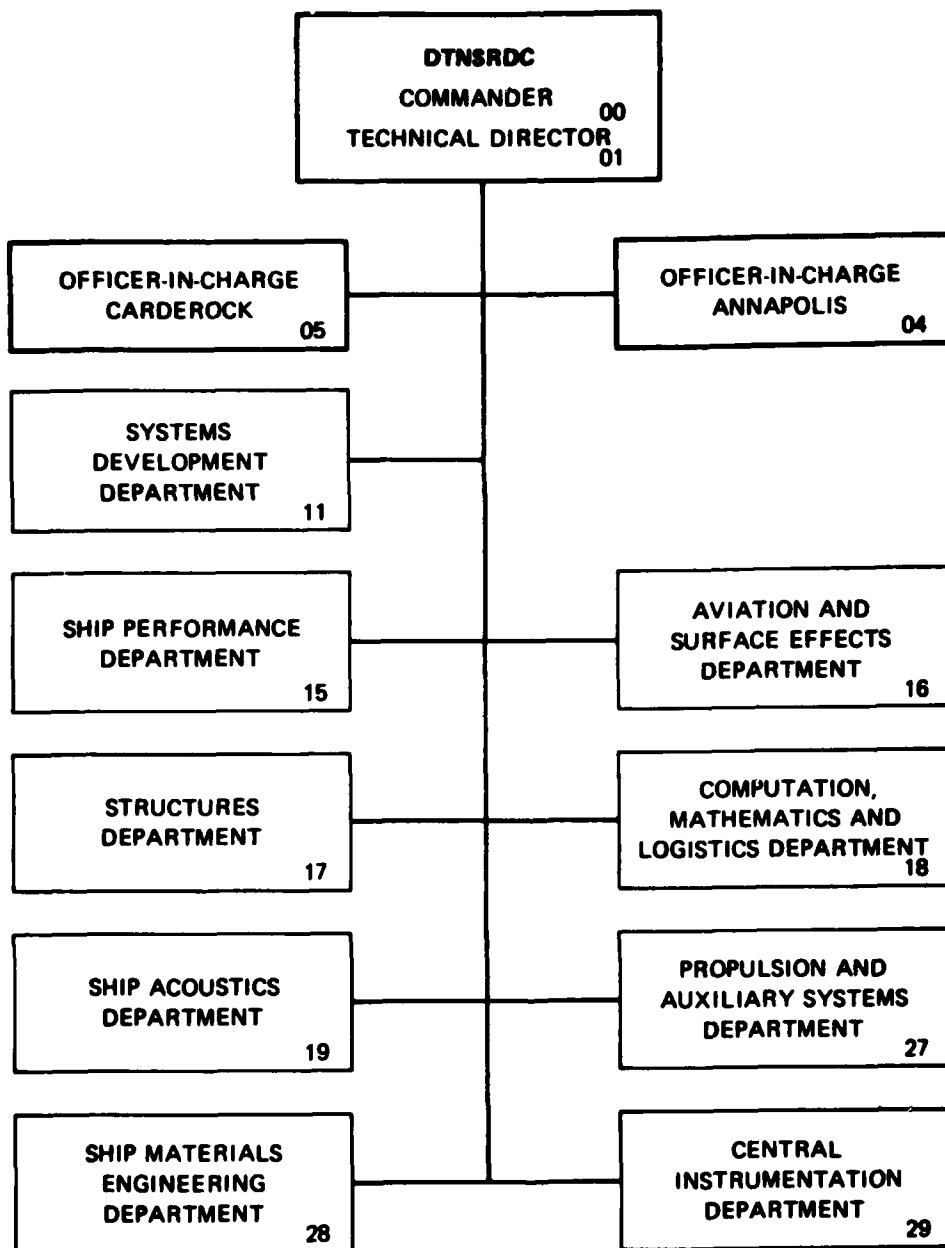 DTNSRDC
COMMANDER
00
TECHNICAL DIRECTOR
01
OFFICER-IN-CHARGE
CARDEROCK
05
OFFICER-IN-CHARGE
ANNAPOLIS
04
SYSTEMS
DEVELOPMENT
DEPARTMENT
11
SHIP PERFORMANCE
DEPARTMENT
15
AVIATION AND
SURFACE EFFECTS
DEPARTMENT
16
STRUCTURES
DEPARTMENT
17
COMPUTATION,
MATHEMATICS AND
LOGISTICS DEPARTMENT
18
SHIP ACOUSTICS
DEPARTMENT
19
PROPULSION AND
AUXILIARY SYSTEMS
DEPARTMENT
27
SHIP MATERIALS
ENGINEERING
DEPARTMENT
28
CENTRAL
INSTRUMENTATION
DEPARTMENT
29